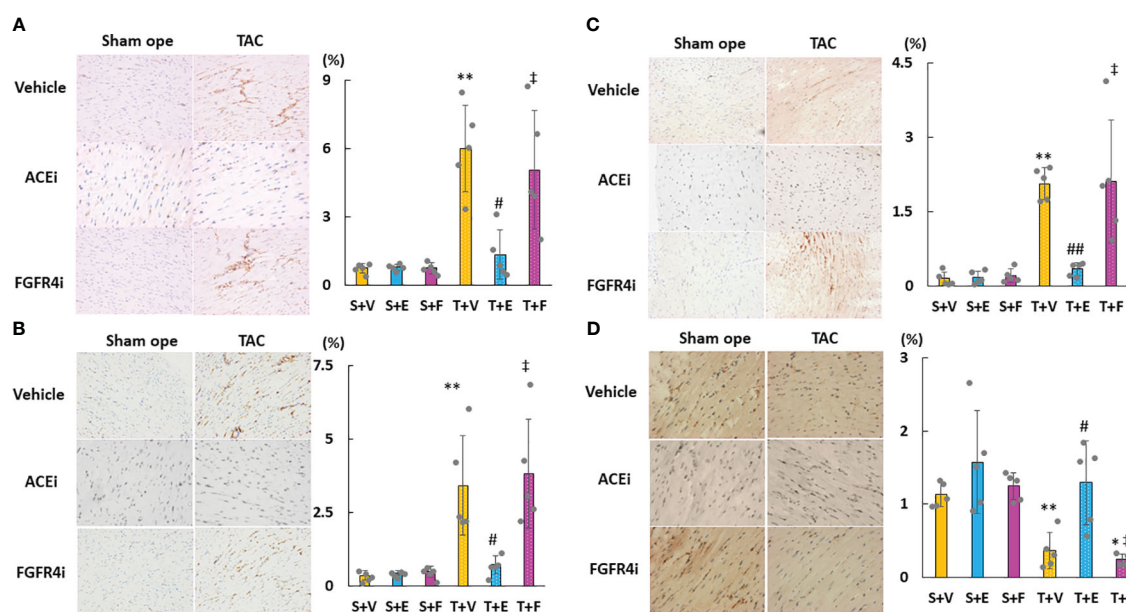 A
Sham ope TAC
(%)
Vehicle
ACEi
FGFR4i
9
6
3
0
**
#
‡
S+V S+E S+F T+V T+E T+F
B
Sham ope TAC
(%)
Vehicle
ACEi
FGFR4i
7.5
5
2.5
0
**
#
‡
S+V S+E S+F T+V T+E T+F
C
Sham ope TAC
(%)
Vehicle
ACEi
FGFR4i
4.5
3
1.5
0
**
##
‡
S+V S+E S+F T+V T+E T+F
D
Sham ope TAC
(%)
Vehicle
ACEi
FGFR4i
3
2
1
0
**
#
* ‡
S+V S+E S+F T+V T+E T+